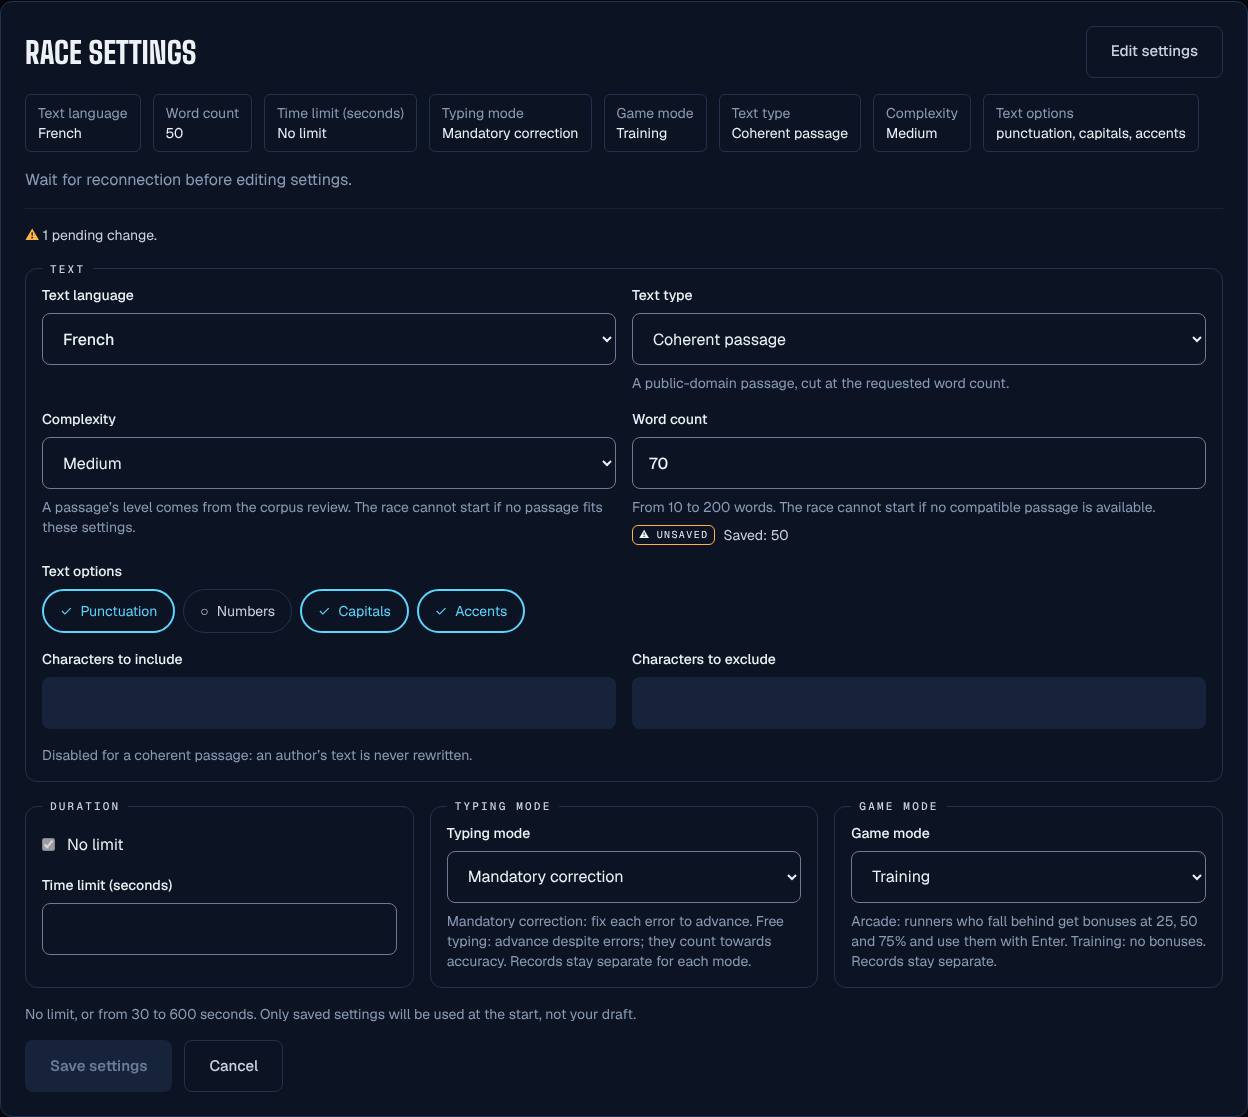 RACE SETTINGS
Edit settings
Text language
French
Word count
50
Time limit (seconds)
No limit
Typing mode
Mandatory correction
Game mode
Training
Text type
Coherent passage
Complexity
Medium
Text options
punctuation, capitals, accents
Wait for reconnection before editing settings.
1 pending change.
TEXT
Text language
French
Text type
Coherent passage
A public-domain passage, cut at the requested word count.
Complexity
Medium
A passage's level comes from the corpus review. The race cannot start if no passage fits
these settings.
Word count
70
From 10 to 200 words. The race cannot start if no compatible passage is available.
UNSAVED Saved: 50
Text options
Punctuation
Numbers
Capitals
Accents
Characters to include
Characters to exclude
Disabled for a coherent passage: an author's text is never rewritten.
DURATION
No limit
Time limit (seconds)
TYPING MODE
Typing mode
Mandatory correction
Mandatory correction: fix each error to advance. Free
typing: advance despite errors; they count towards
accuracy. Records stay separate for each mode.
GAME MODE
Game mode
Training
Arcade: runners who fall behind get bonuses at 25, 50
and 75% and use them with Enter. Training: no bonuses.
Records stay separate.
No limit, or from 30 to 600 seconds. Only saved settings will be used at the start, not your draft.
Save settings
Cancel